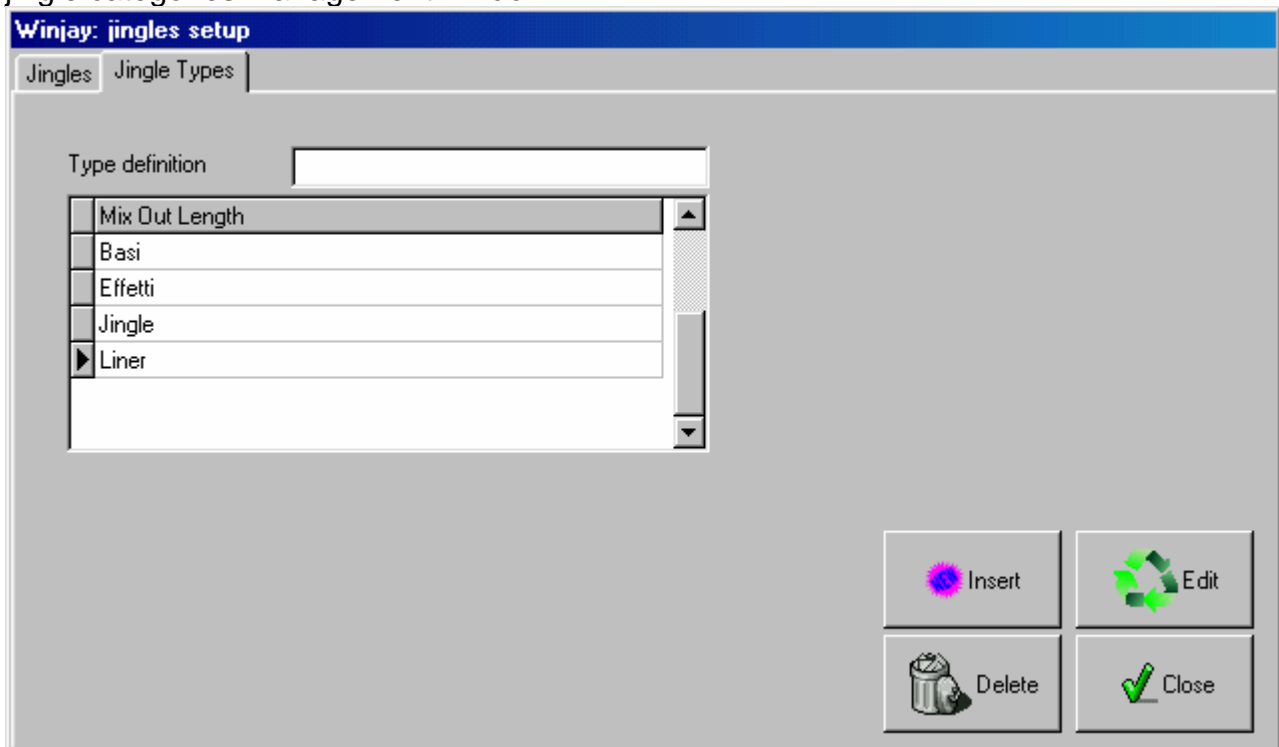 Winjay: jingles setup
Jingles Jingle Types
Type definition
Mix Out Length
Basi
Effetti
Jingle
Liner
NEW Insert
Edit
Delete
Close